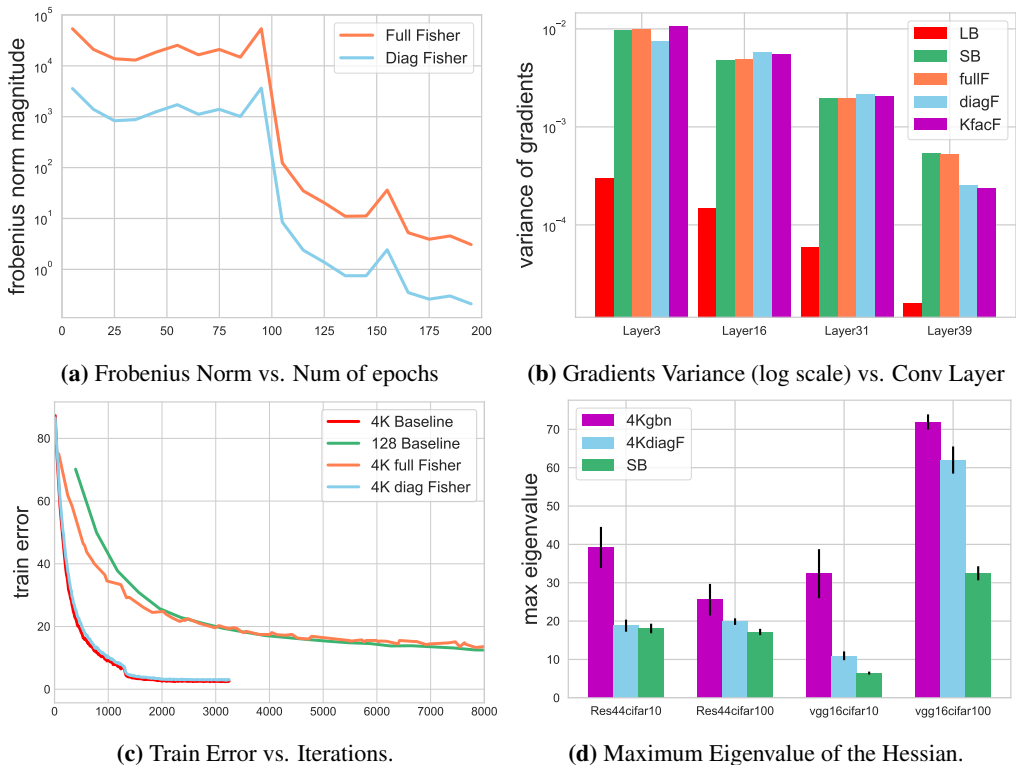 10^5
10^4
10^3
10^2
10^1
10^0
frobenius norm magnitude
Full Fisher
Diag Fisher
0 25 50 75 100 125 150 175 200
(a) Frobenius Norm vs. Num of epochs
10^−2
10^−3
10^−4
variance of gradients
LB
SB
fullF
diagF
KfacF
Layer3 Layer16 Layer31 Layer39
(b) Gradients Variance (log scale) vs. Conv Layer
80
60
40
20
0
train error
4K Baseline
128 Baseline
4K full Fisher
4K diag Fisher
0 1000 2000 3000 4000 5000 6000 7000 8000
(c) Train Error vs. Iterations.
70
60
50
40
30
20
10
0
max eigenvalue
4Kgbn
4KdiagF
SB
Res44cifar10 Res44cifar100 vgg16cifar10 vgg16cifar100
(d) Maximum Eigenvalue of the Hessian.